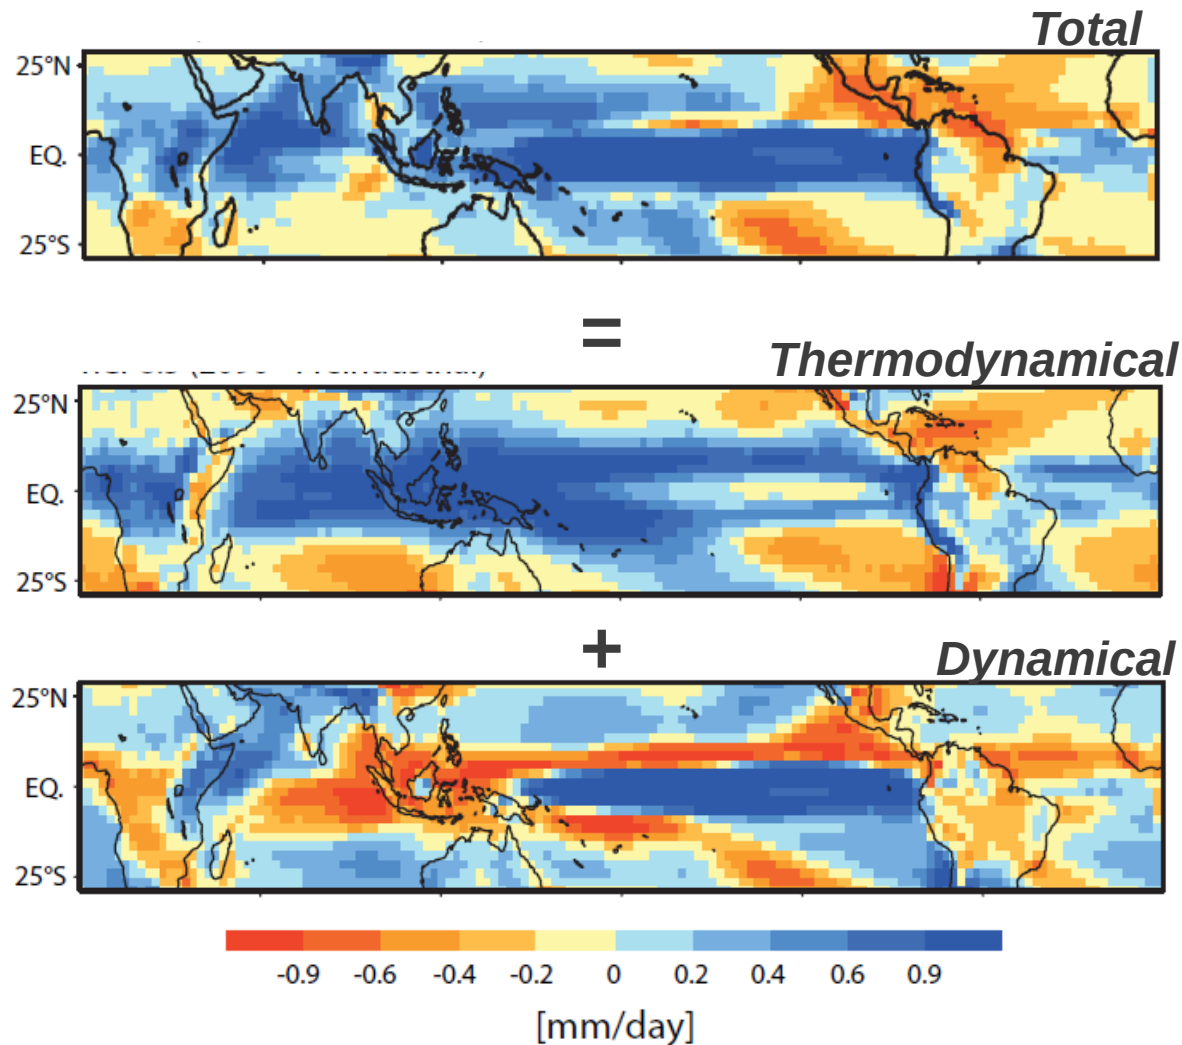 Total
25°N
EQ.
25°S
=
Thermodynamical
25°N
EQ.
25°S
+
Dynamical
25°N
EQ.
25°S
-0.9 -0.6 -0.4 -0.2 0 0.2 0.4 0.6 0.9
[mm/day]